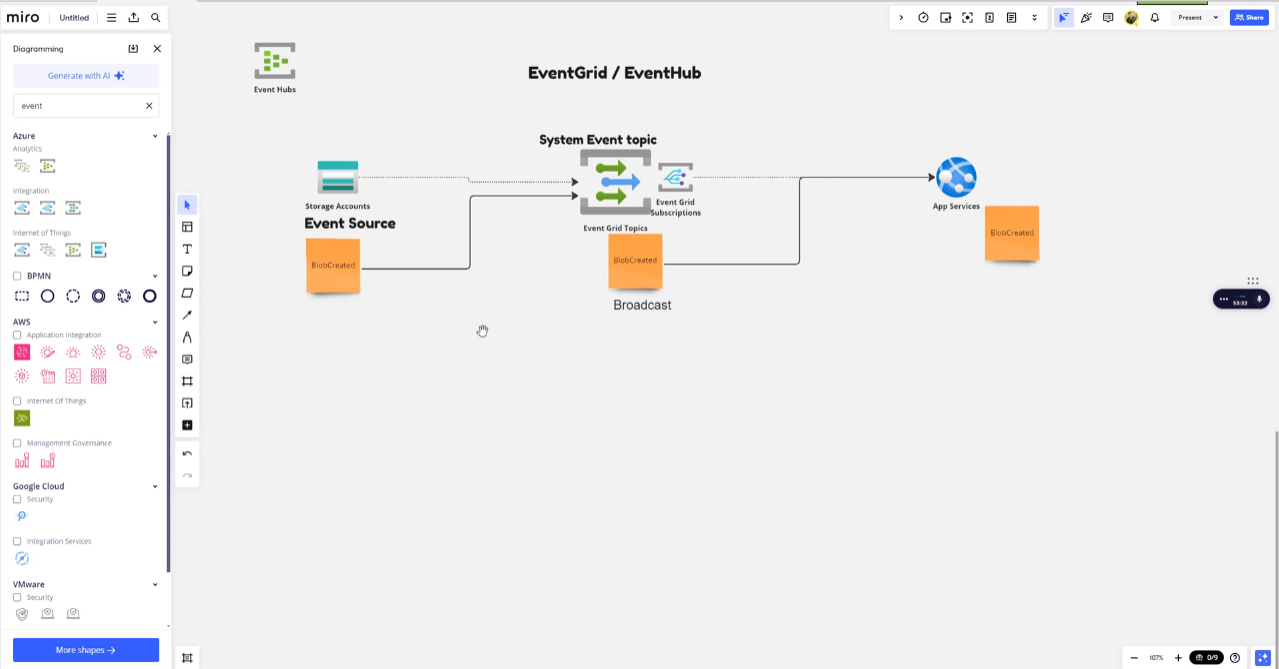 miro
Untitled
Present
Share
Diagramming
Generate with AI
event
Azure
Analytics
Integration
Internet of Things
BPMN
AWS
Application Integration
Internet Of Things
Management Governance
Google Cloud
Security
Integration Services
VMware
Security
More shapes →
Event Hubs
EventGrid / EventHub
System Event topic
Storage Accounts
Event Source
BlobCreated
Event Grid
Subscriptions
Event Grid Topics
BlobCreated
Broadcast
App Services
BlobCreated
53:52
107%
0/9